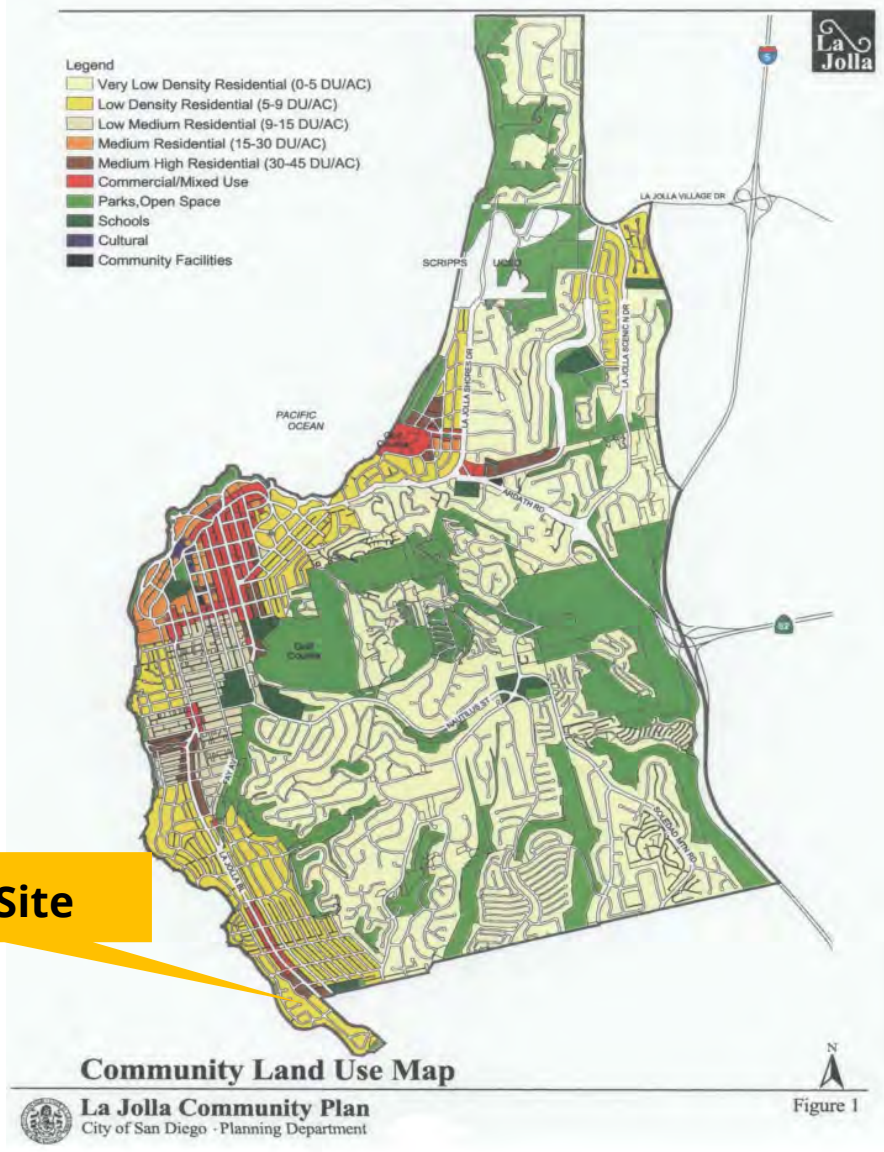 La
Jolla
Legend
Very Low Density Residential (0-5 DU/AC)
Low Density Residential (5-9 DU/AC)
Low Medium Residential (9-15 DU/AC)
Medium Residential (15-30 DU/AC)
Medium High Residential (30-45 DU/AC)
Commercial/Mixed Use
Parks,Open Space
Schools
Cultural
Community Facilities
5
LA JOLLA VILLAGE DR
SCRIPPS
UCSD
LA JOLLA SHORES DR
LA JOLLA SCENIC N DR
PACIFIC
OCEAN
Golf
Course
ARDATH RD
52
Golf
Course
NAUTILUS ST
FAY AV
SOLEDAD MTN RD
LA JOLLA BL
Site
Community Land Use Map
N
La Jolla Community Plan
City of San Diego · Planning Department
Figure 1